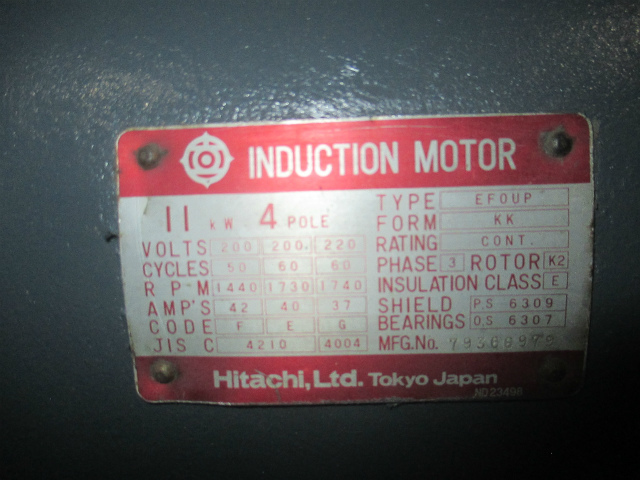 INDUCTION MOTOR
11 kW 4 POLE
VOLTS 200 200 220
CYCLES 50 60 60
RPM 1440 1730 1740
AMP'S 42 40 37
CODE F E G
JIS C 4210 4004
TYPE EFOUP
FORM KK
RATING CONT.
PHASE 3 ROTOR K2
INSULATION CLASS E
SHIELD P.S 6309
BEARINGS O.S 6307
MFG.No.
Hitachi, Ltd. Tokyo Japan
ND23498